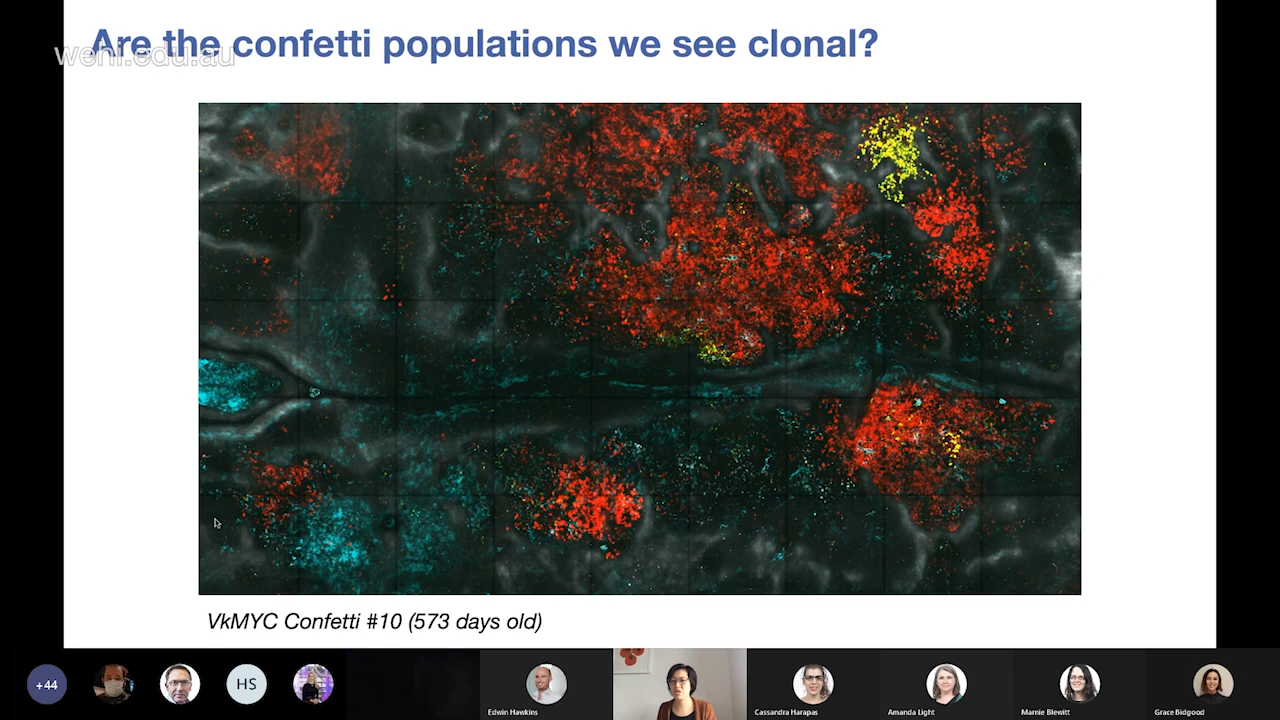 Are the confetti populations we see clonal?
wehi.edu.au
VkMYC Confetti #10 (573 days old)
+44
HS
Edwin Hawkins
Cassandra Harapas
Amanda Light
Marnie Blewitt
Grace Bidgood